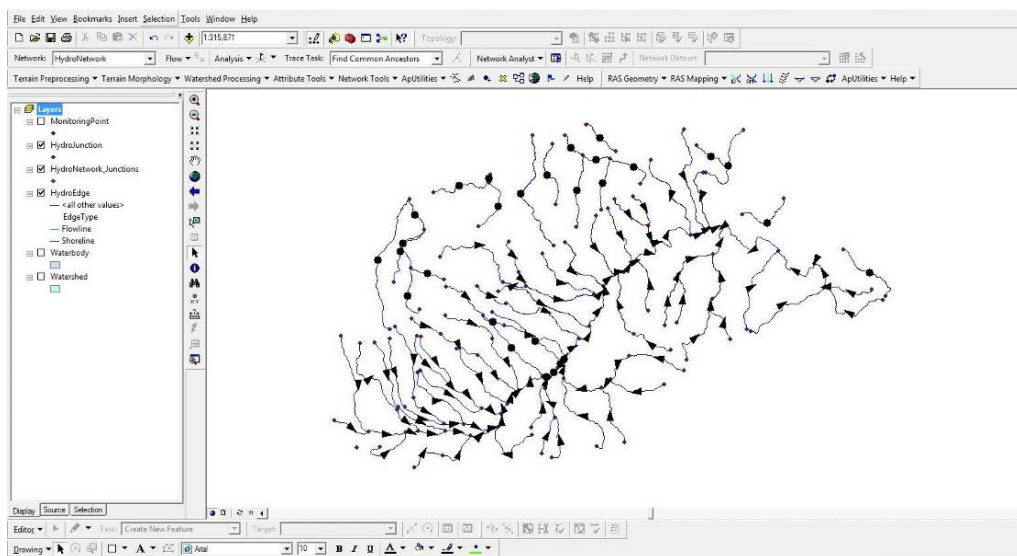 File Edit View Bookmarks Insert Selection Tools Window Help
1:315,871 Topology:
Network: HydroNetwork Flow Analysis Trace Task: Find Common Ancestors Network Analyst Network Dataset:
Terrain Preprocessing Terrain Morphology Watershed Processing Attribute Tools Network Tools ApUtilities Help RAS Geometry RAS Mapping ApUtilities Help
Layers
MonitoringPoint
HydroJunction
HydroNetwork_Junctions
HydroEdge
<all other values>
EdgeType
Flowline
Shoreline
Waterbody
Watershed
Display Source Selection
Editor Task: Create New Feature Target:
Drawing A Arial 10 B I U A